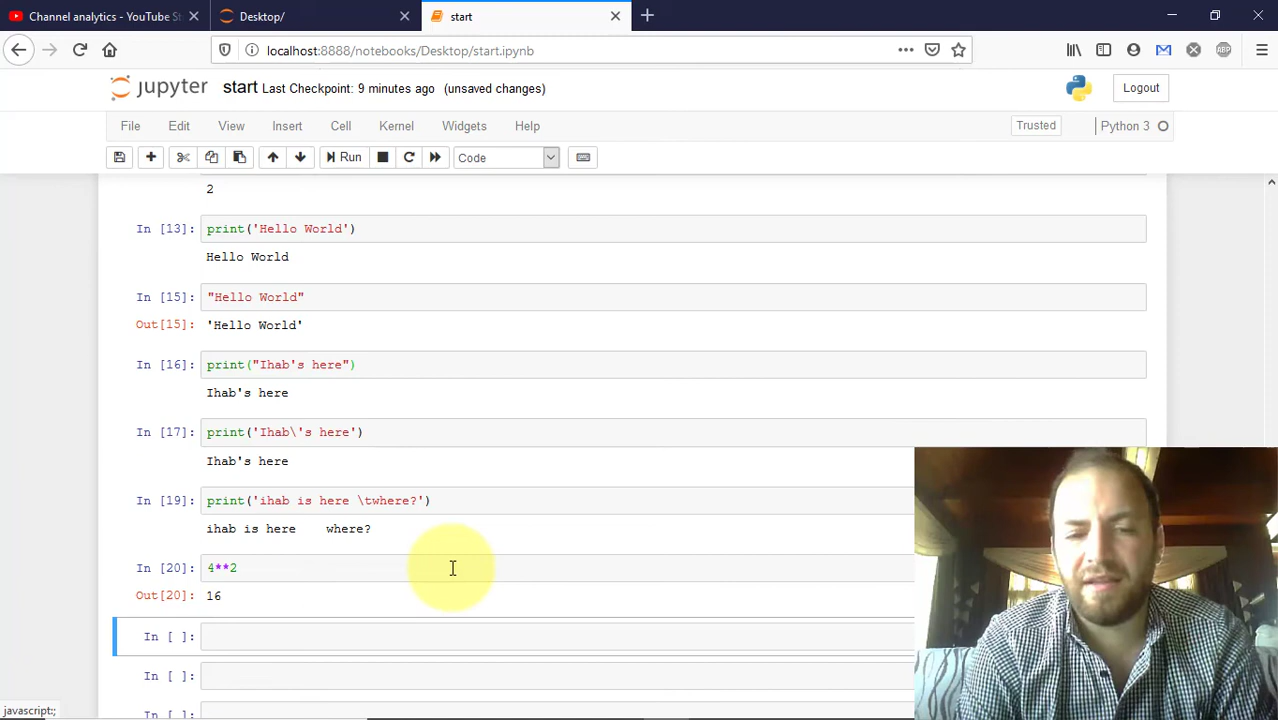 Channel analytics - YouTube St
Desktop/
start
localhost:8888/notebooks/Desktop/start.ipynb
ABP
jupyter start Last Checkpoint: 9 minutes ago (unsaved changes)
Logout
File Edit View Insert Cell Kernel Widgets Help
Trusted
Python 3
Run
Code
2
In [13]: print('Hello World')
Hello World
In [15]: "Hello World"
Out[15]: 'Hello World'
In [16]: print("Ihab's here")
Ihab's here
In [17]: print('Ihab\'s here')
Ihab's here
In [19]: print('ihab is here \twhere?')
ihab is here    where?
In [20]: 4**2
Out[20]: 16
In [ ]:
In [ ]:
In [ ]:
javascript:;